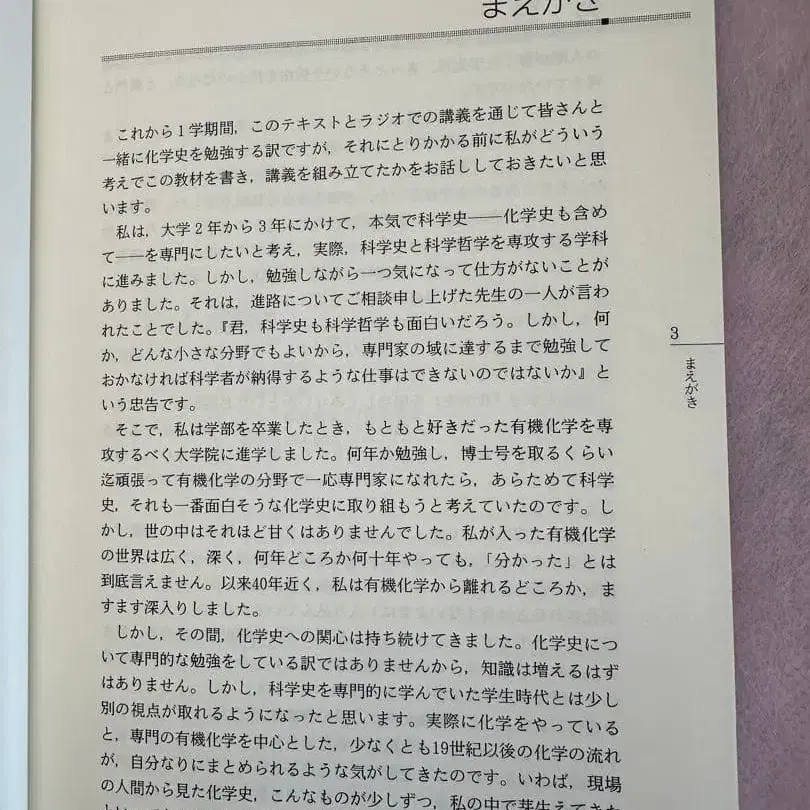 まえがき
これから1学期間，このテキストとラジオでの講義を通じて皆さんと
一緒に化学史を勉強する訳ですが，それにとりかかる前に私がどういう
考えでこの教材を書き，講義を組み立てたかをお話ししておきたいと思
います。
私は，大学2年から3年にかけて，本気で科学史――化学史も含め
て――を専門にしたいと考え，実際，科学史と科学哲学を専攻する学科
に進みました。しかし，勉強しながら一つ気になって仕方がないことが
ありました。それは，進路についてご相談申し上げた先生の一人が言わ
れたことでした。『君，科学史も科学哲学も面白いだろう。しかし，何
か，どんな小さな分野でもよいから，専門家の域に達するまで勉強して
おかなければ科学者が納得するような仕事はできないのではないか』と
いう忠告です。
そこで，私は学部を卒業したとき，もともと好きだった有機化学を専
攻するべく大学院に進学しました。何年か勉強し，博士号を取るくらい
迄頑張って有機化学の分野で一応専門家になれたら，あらためて科学
史，それも一番面白そうな化学史に取り組もうと考えていたのです。し
かし，世の中はそれほど甘くはありませんでした。私が入った有機化学
の世界は広く，深く，何年どころか何十年やっても，「分かった」とは
到底言えません。以来40年近く，私は有機化学から離れるどころか，ま
すます深入りしました。
しかし，その間，化学史への関心は持ち続けてきました。化学史につ
いて専門的な勉強をしている訳ではありませんから，知識は増えるはず
はありません。しかし，科学史を専門的に学んでいた学生時代とは少し
別の視点が取れるようになったと思います。実際に化学をやっている
と，専門の有機化学を中心とした，少なくとも19世紀以後の化学の流れ
が，自分なりにまとめられるような気がしてきたのです。いわば，現場
の人間から見た化学史，こんなものが少しずつ，私の中で芽生えてきた
3
まえがき